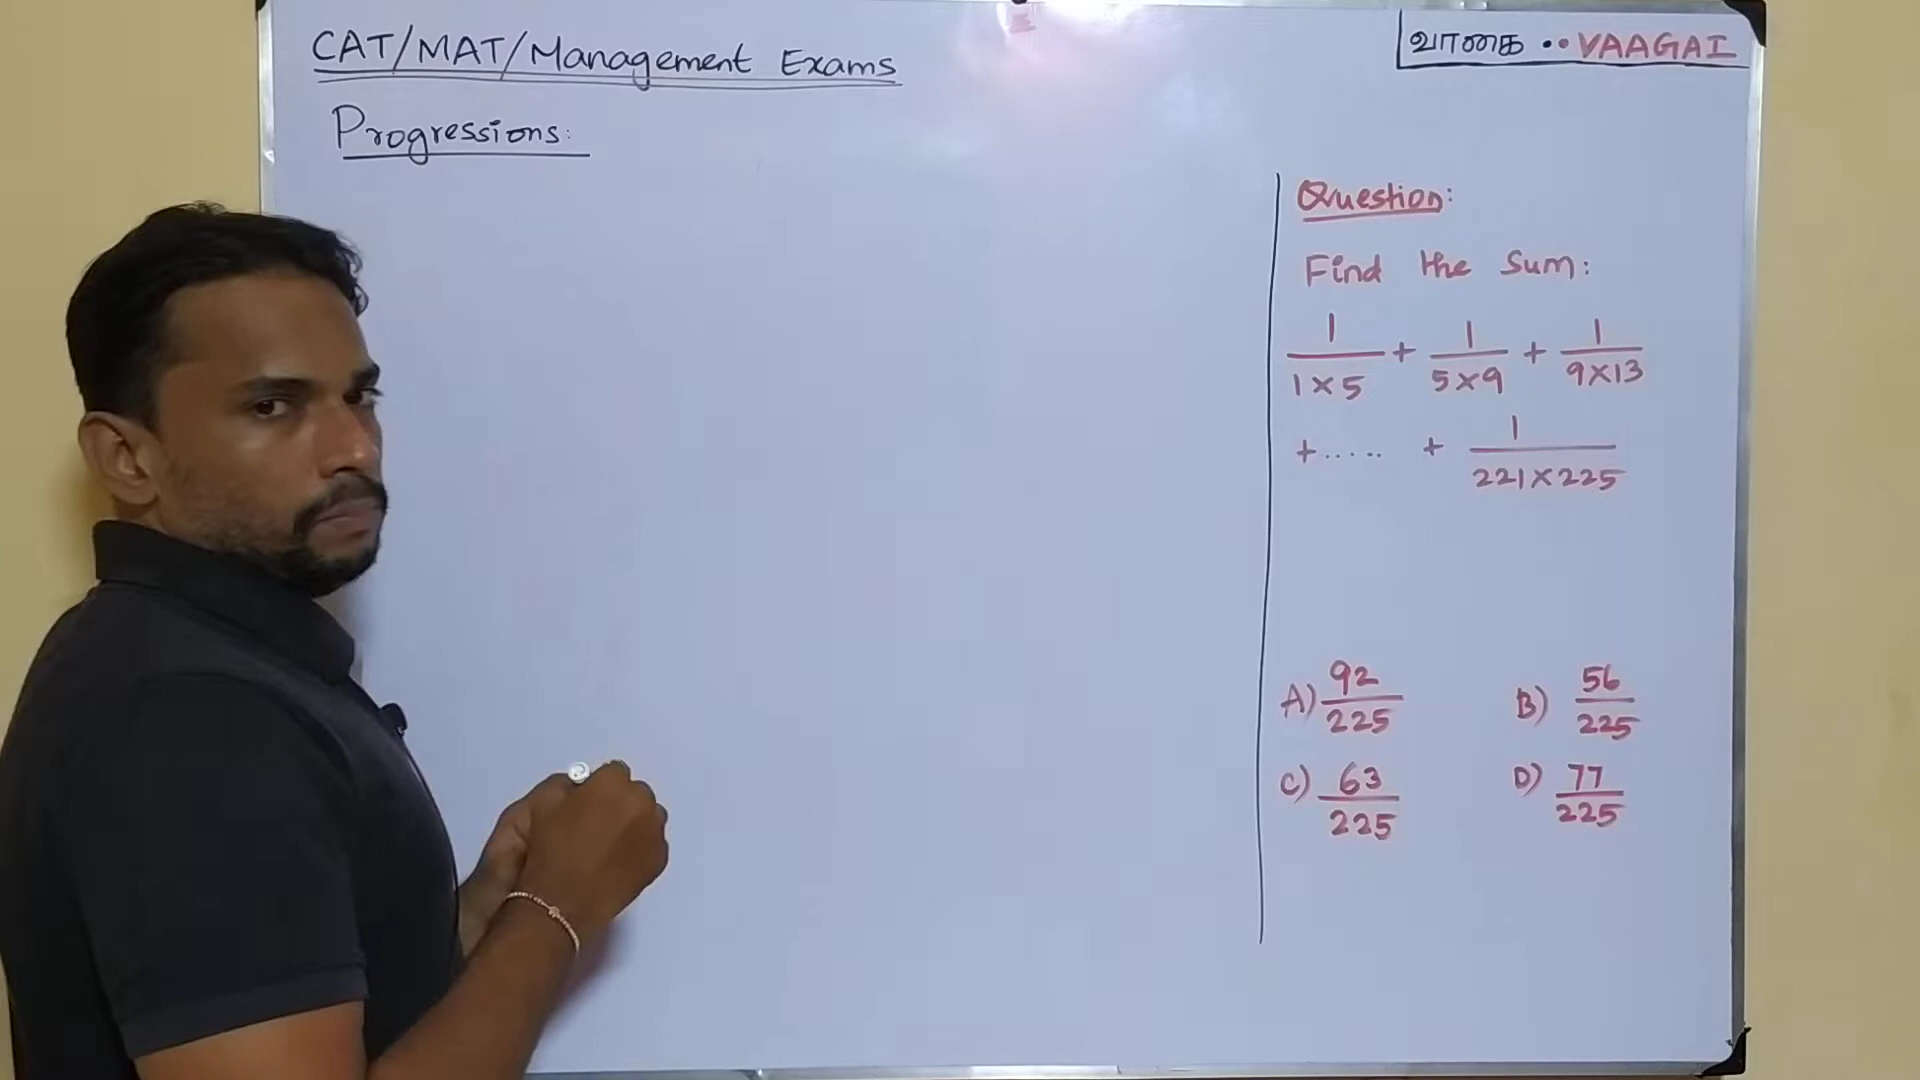 CAT/MAT/Management Exams
வாகை ..VAAGAI
Progressions:
Question:
Find the Sum:
1/(1×5) + 1/(5×9) + 1/(9×13)
+..... + 1/(221×225)
A) 92/225 B) 56/225
C) 63/225 D) 77/225